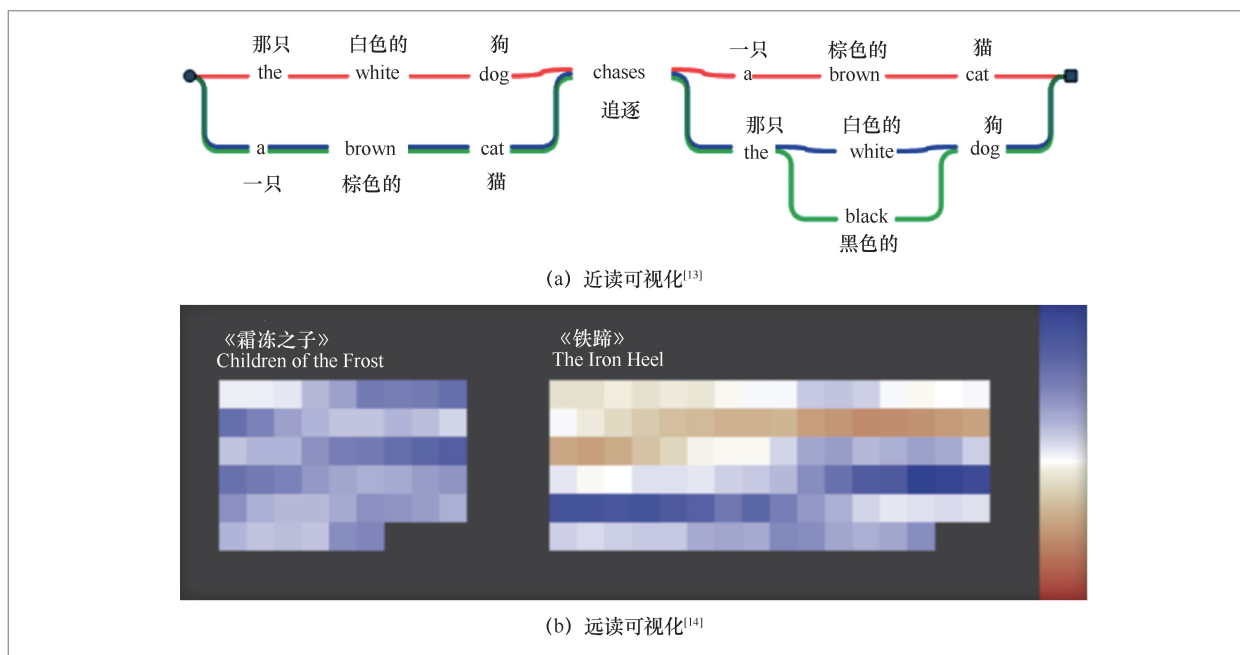 那只 白色的 狗 一只 棕色的 猫
the white dog chases a brown cat
追逐
那只 白色的 狗
a brown cat the white dog
一只 棕色的 猫
black
黑色的
(a) 近读可视化[13]
《霜冻之子》 《铁蹄》
Children of the Frost The Iron Heel
(b) 远读可视化[14]